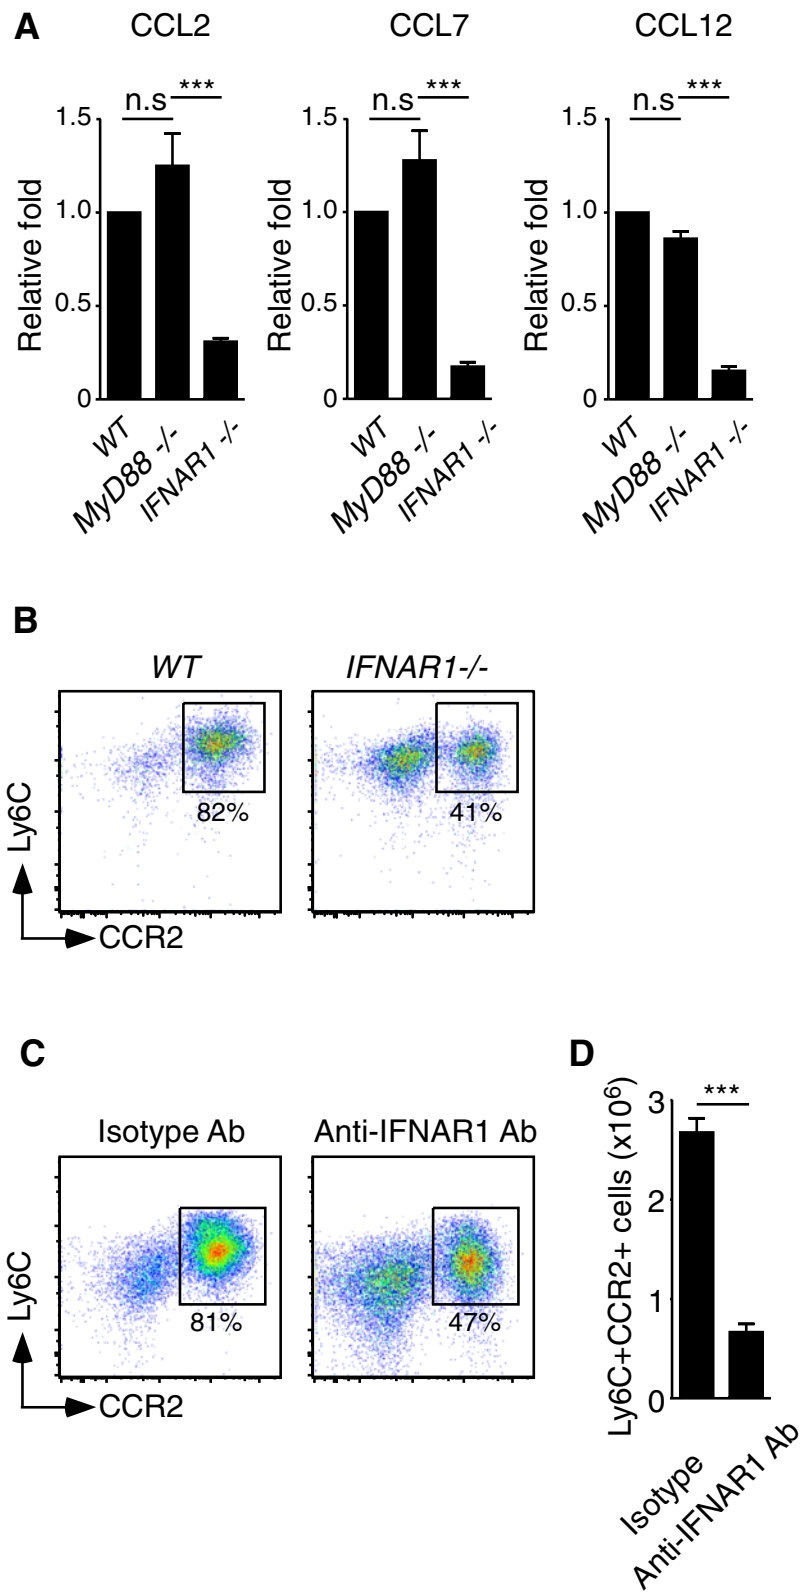 A
CCL2
CCL7
CCL12
n.s
***
n.s
***
n.s
***
Relative fold
1.5
1.0
0.5
0
WT
MyD88 -/-
IFNAR1 -/-
Relative fold
1.5
1.0
0.5
0
WT
MyD88 -/-
IFNAR1 -/-
Relative fold
1.5
1.0
0.5
0
WT
MyD88 -/-
IFNAR1 -/-
B
WT
IFNAR1-/-
82%
41%
Ly6C
CCR2
C
Isotype Ab
Anti-IFNAR1 Ab
81%
47%
Ly6C
CCR2
D
Ly6C+CCR2+ cells (x10⁶)
***
3
2
1
0
Isotype
Anti-IFNAR1 Ab